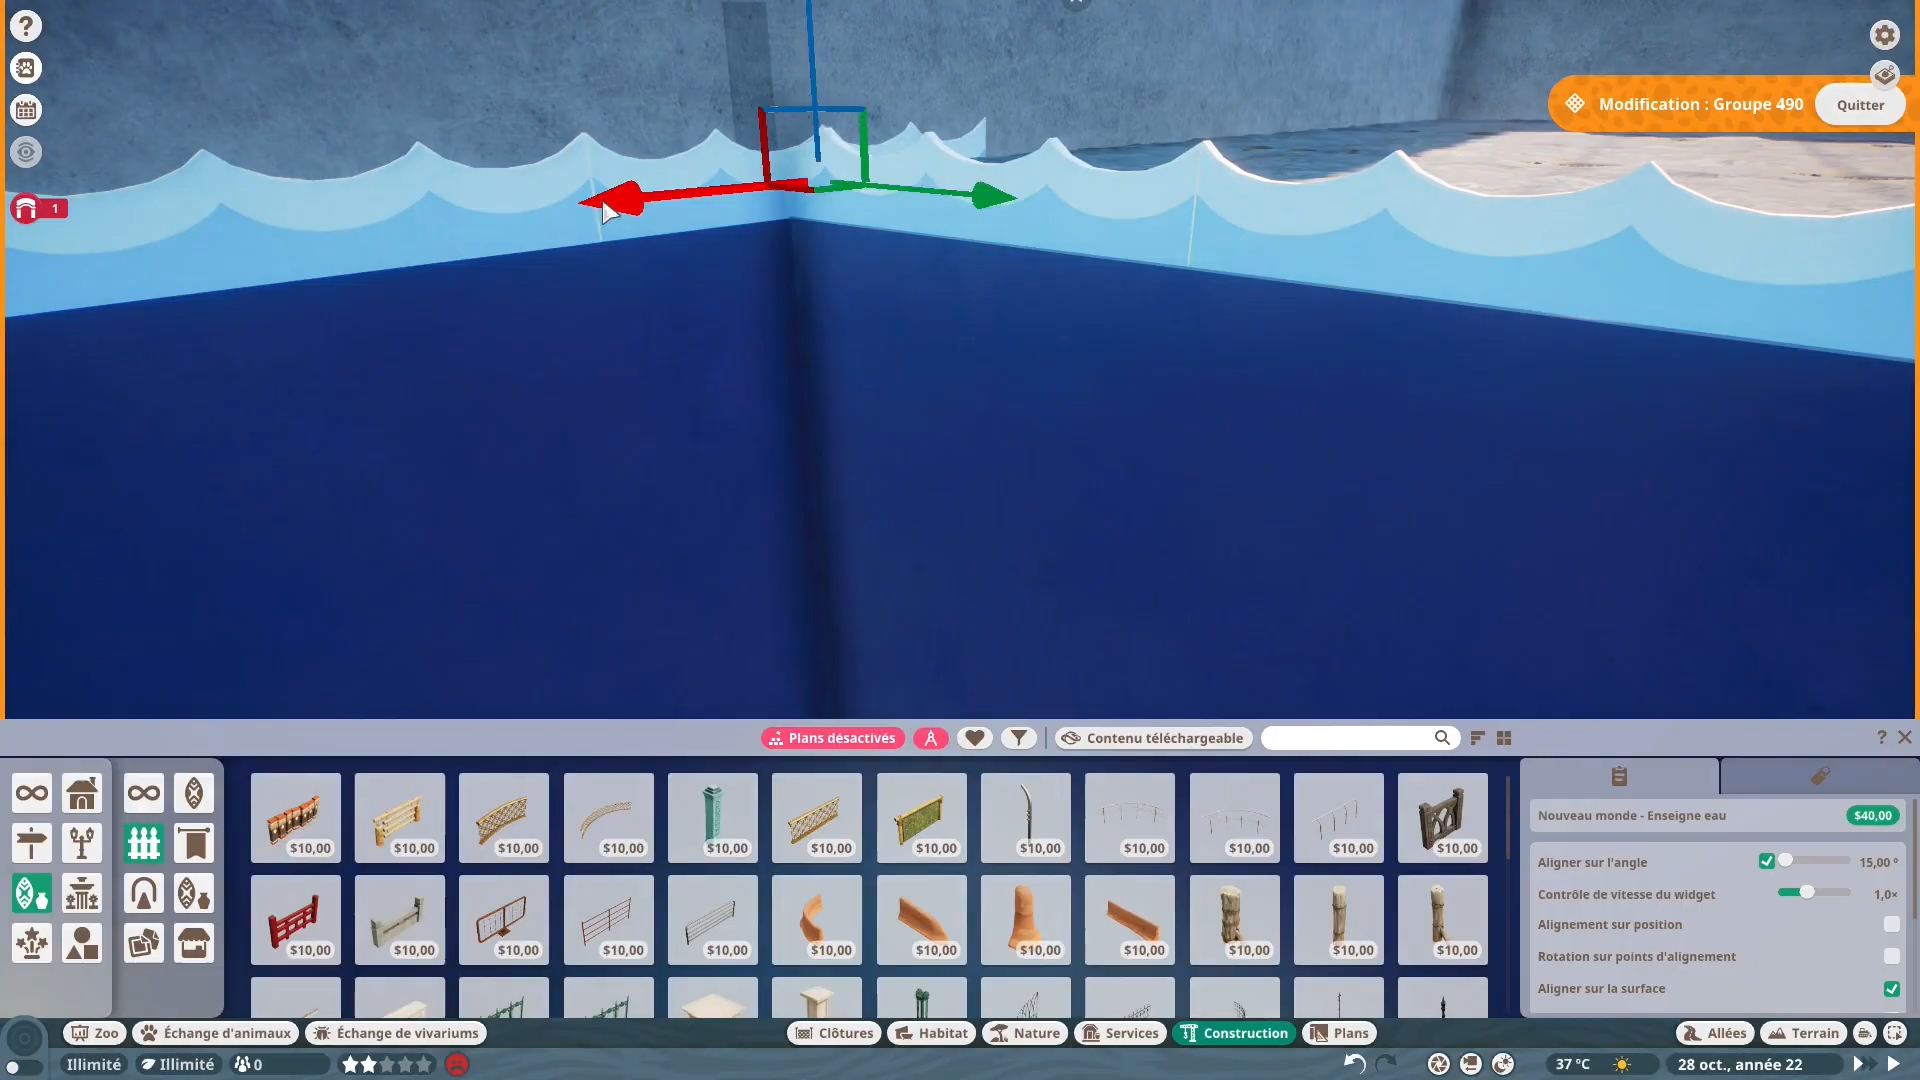 Modification : Groupe 490
Quitter
1
Plans désactivés
Contenu téléchargeable
$10,00 $10,00 $10,00 $10,00 $10,00 $10,00 $10,00 $10,00 $10,00 $10,00 $10,00 $10,00
$10,00 $10,00 $10,00 $10,00 $10,00 $10,00 $10,00 $10,00 $10,00 $10,00 $10,00 $10,00
Nouveau monde - Enseigne eau
$40,00
Aligner sur l'angle
15,00 °
Contrôle de vitesse du widget
1,0×
Alignement sur position
Rotation sur points d'alignement
Aligner sur la surface
Zoo
Échange d'animaux
Échange de vivariums
Clôtures
Habitat
Nature
Services
Construction
Plans
Allées
Terrain
Illimité
Illimité
0
37 °C
28 oct., année 22